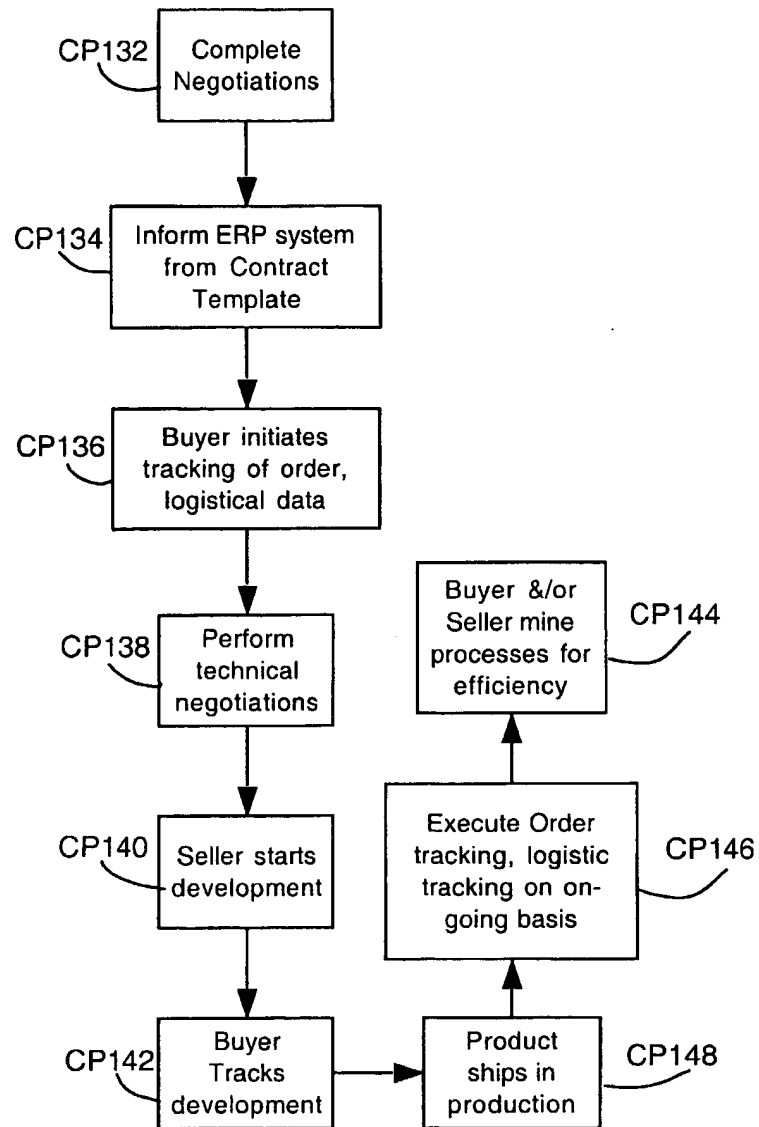 CP132
Complete
Negotiations
CP134
Inform ERP system
from Contract
Template
CP136
Buyer initiates
tracking of order,
logistical data
CP138
Perform
technical
negotiations
CP140
Seller starts
development
CP142
Buyer
Tracks
development
Product
ships in
production
CP148
Execute Order
tracking, logistic
tracking on on-
going basis
CP146
Buyer &/or
Seller mine
processes for
efficiency
CP144